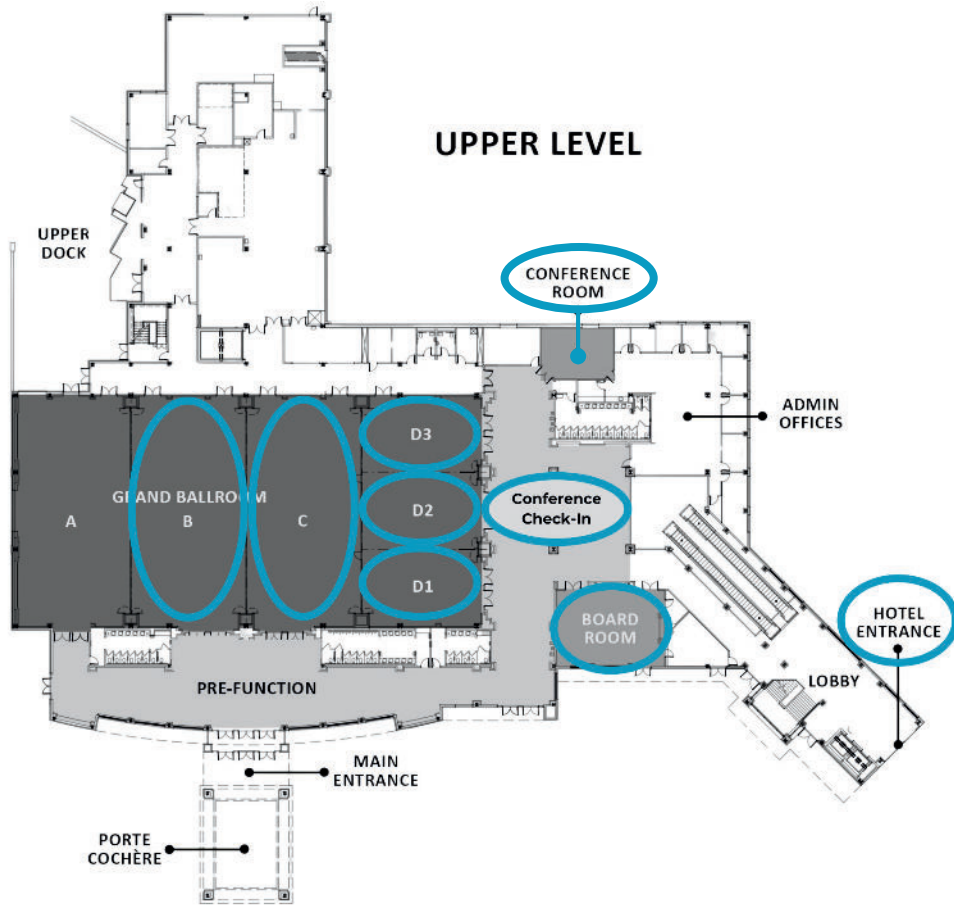 UPPER LEVEL
UPPER
DOCK
CONFERENCE
ROOM
ADMIN
OFFICES
D3
GRAND BALLROOM
A
B
C
D2
Conference
Check-In
D1
BOARD
ROOM
HOTEL
ENTRANCE
LOBBY
PRE-FUNCTION
MAIN
ENTRANCE
PORTE
COCHÈRE